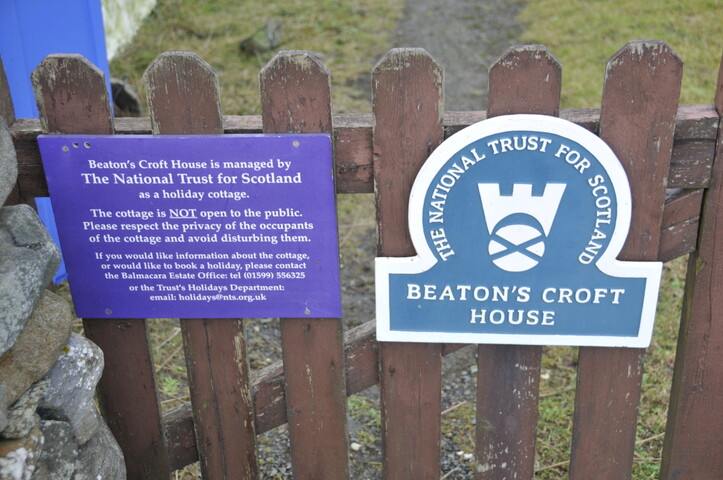 Beaton's Croft House is managed by
The National Trust for Scotland
as a holiday cottage.
The cottage is NOT open to the public.
Please respect the privacy of the occupants
of the cottage and avoid disturbing them.
If you would like information about the cottage,
or would like to book a holiday, please contact
the Balmacara Estate Office: tel (01599) 556325
or the Trust's Holidays Department:
email: holidays@nts.org.uk
THE NATIONAL TRUST FOR SCOTLAND
BEATON'S CROFT
HOUSE